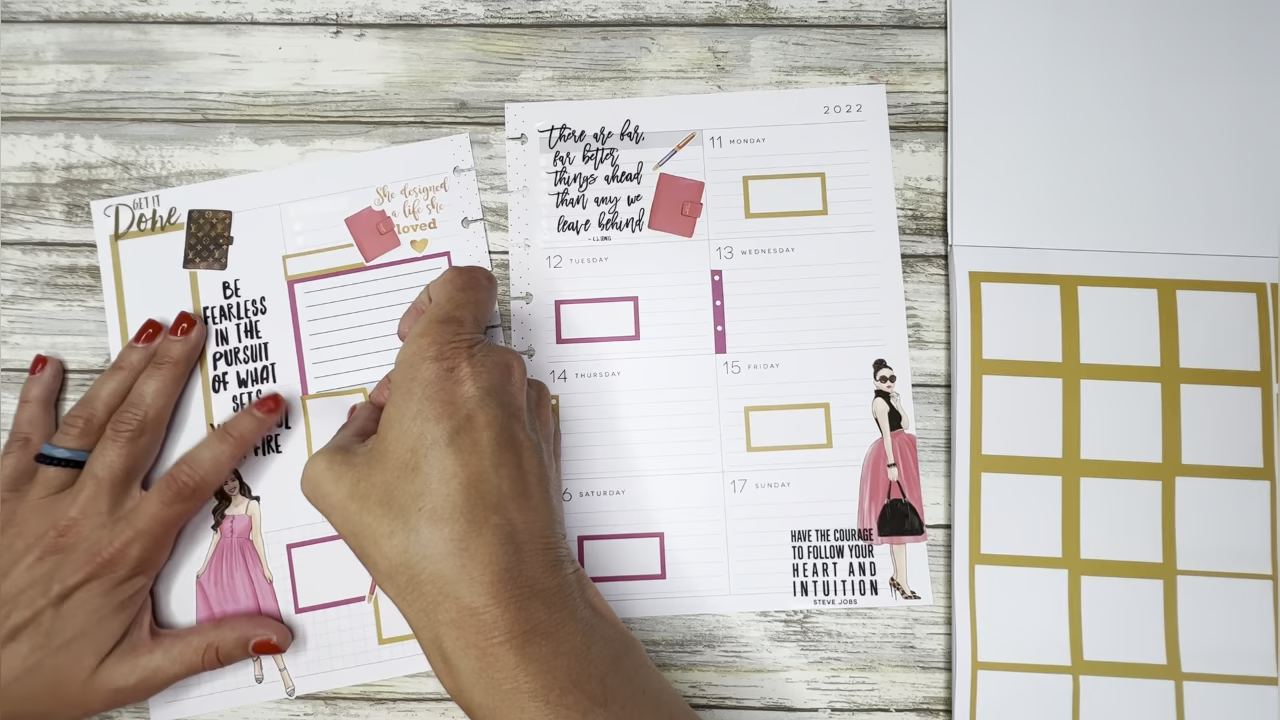 GET IT
Done
BE
FEARLESS
IN THE
PURSUIT
OF WHAT
SETS
FIRE
She designed
a life she
loved
2022
There are far,
far better
things ahead
than any we
leave behind
11 MONDAY
12 TUESDAY
13 WEDNESDAY
14 THURSDAY
15 FRIDAY
6 SATURDAY
17 SUNDAY
HAVE THE COURAGE
TO FOLLOW YOUR
HEART AND
INTUITION
STEVE JOBS